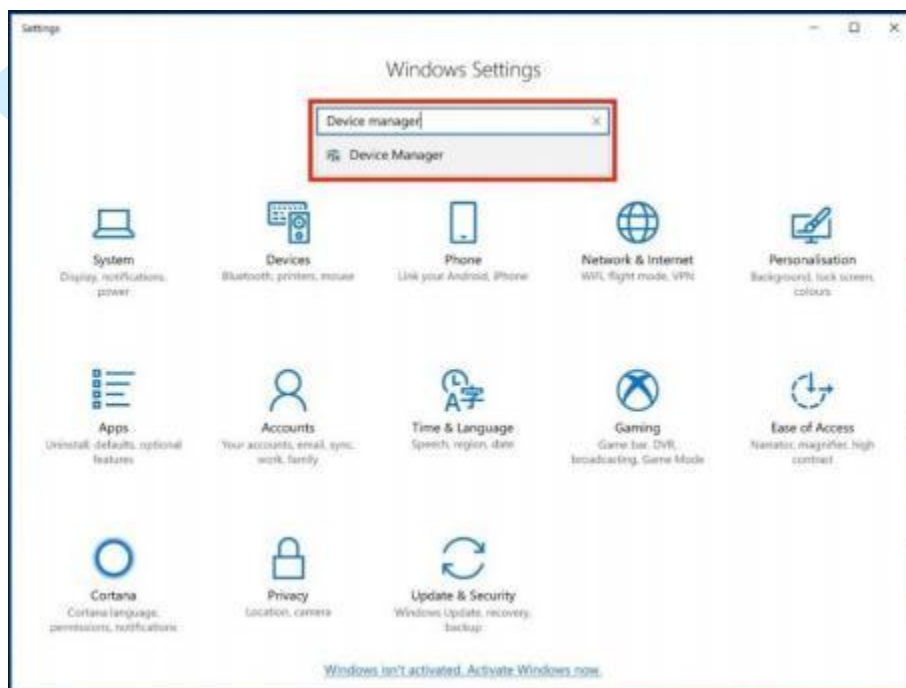 Settings
Windows Settings
Device manager
Device Manager
System
Display, notifications,
power
Devices
Bluetooth, printers, mouse
Phone
Link your Android, iPhone
Network & Internet
WiFi, flight mode, VPN
Personalisation
Background, lock screen,
colours
Apps
Uninstall, defaults, optional
features
Accounts
Your accounts, email, sync,
work, family
Time & Language
Speech, region, date
Gaming
Game bar, DVR,
broadcasting, Game Mode
Ease of Access
Narrator, magnifier, high
contrast
Cortana
Cortana language,
permissions, notifications
Privacy
Location, camera
Update & Security
Windows Update, recovery,
backup
Windows isn't activated. Activate Windows now.